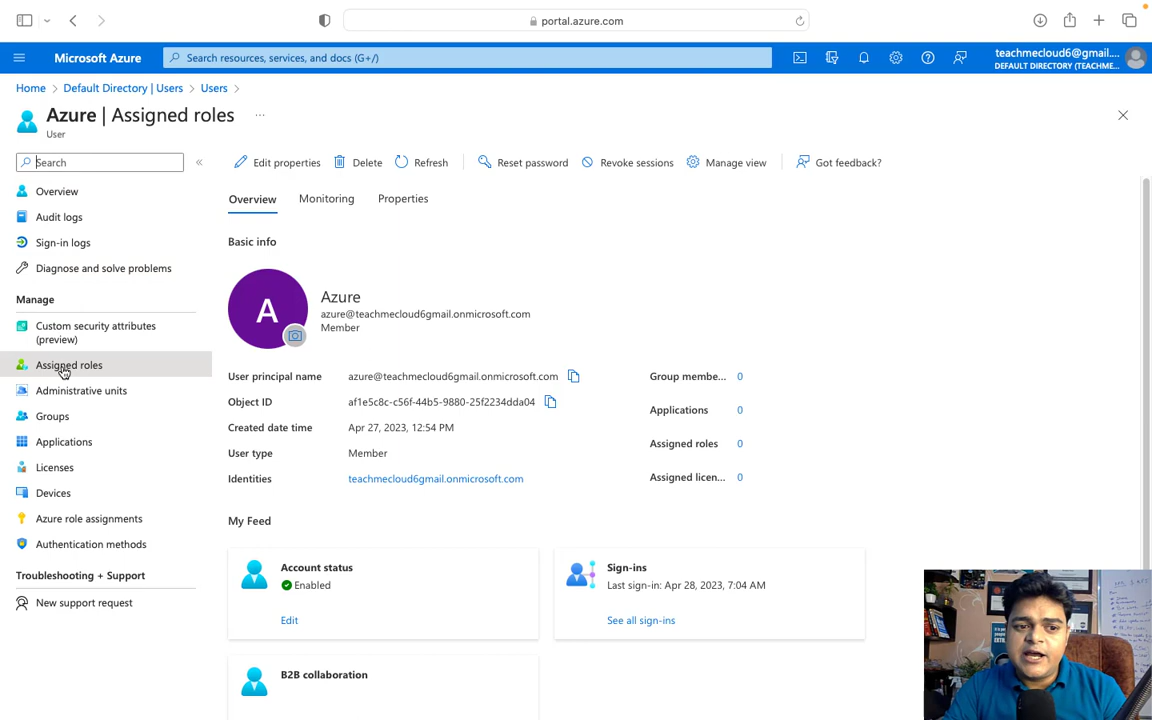 portal.azure.com
Microsoft Azure
Search resources, services, and docs (G+/)
teachmecloud6@gmail....
DEFAULT DIRECTORY (TEACHME...
Home > Default Directory | Users > Users >
Azure | Assigned roles ...
User
Search
«
Edit properties
Delete
Refresh
Reset password
Revoke sessions
Manage view
Got feedback?
Overview
Audit logs
Sign-in logs
Diagnose and solve problems
Manage
Custom security attributes
(preview)
Assigned roles
Administrative units
Groups
Applications
Licenses
Devices
Azure role assignments
Authentication methods
Troubleshooting + Support
New support request
Overview
Monitoring
Properties
Basic info
A
Azure
azure@teachmecloud6gmail.onmicrosoft.com
Member
User principal name azure@teachmecloud6gmail.onmicrosoft.com
Object ID af1e5c8c-c56f-44b5-9880-25f2234dda04
Created date time Apr 27, 2023, 12:54 PM
User type Member
Identities teachmecloud6gmail.onmicrosoft.com
Group membe... 0
Applications 0
Assigned roles 0
Assigned licen... 0
My Feed
Account status
Enabled
Edit
Sign-ins
Last sign-in: Apr 28, 2023, 7:04 AM
See all sign-ins
B2B collaboration